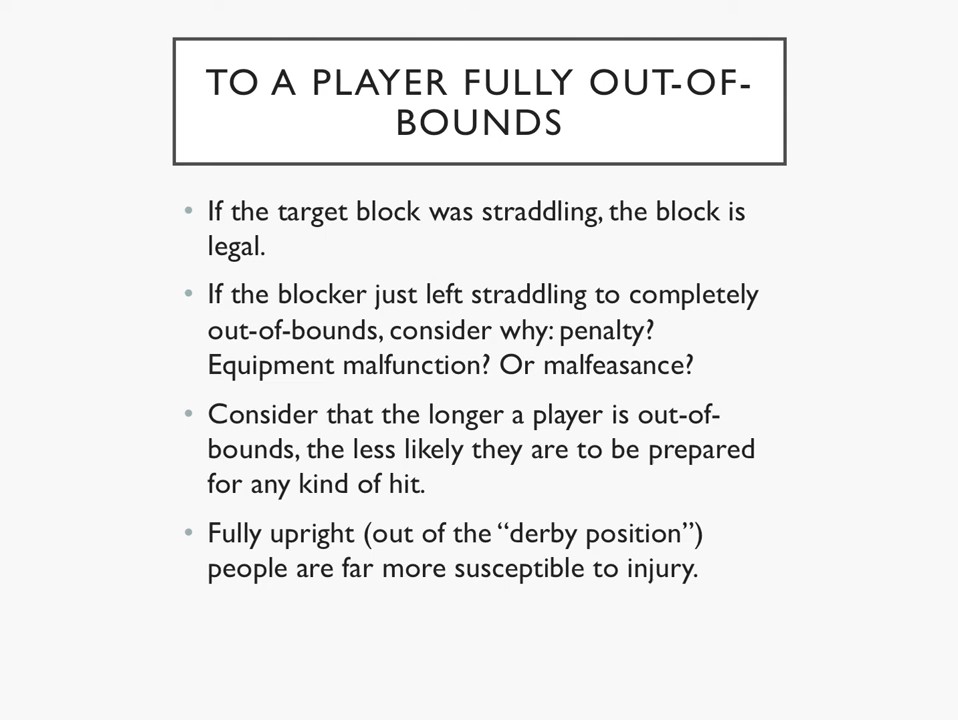 TO A PLAYER FULLY OUT-OF-
BOUNDS
• If the target block was straddling, the block is
legal.
• If the blocker just left straddling to completely
out-of-bounds, consider why: penalty?
Equipment malfunction? Or malfeasance?
• Consider that the longer a player is out-of-
bounds, the less likely they are to be prepared
for any kind of hit.
• Fully upright (out of the “derby position”)
people are far more susceptible to injury.